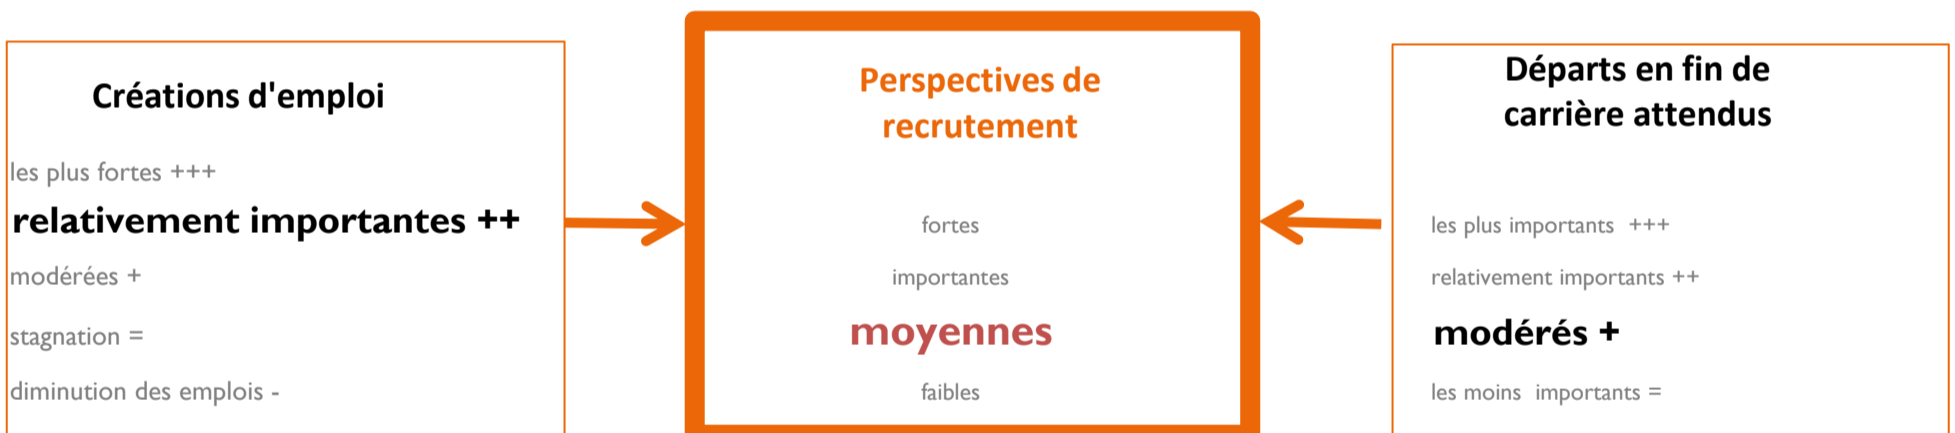 Créations d'emploi
les plus fortes +++
relativement importantes ++
modérées +
stagnation =
diminution des emplois -
Perspectives de
recrutement
fortes
importantes
moyennes
faibles
Départs en fin de
carrière attendus
les plus importants +++
relativement importants ++
modérés +
les moins importants =